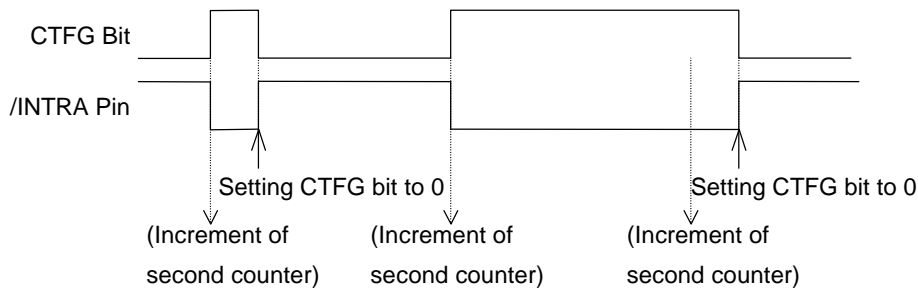 CTFG Bit
/INTRA Pin
Setting CTFG bit to 0
Setting CTFG bit to 0
(Increment of
second counter)
(Increment of
second counter)
(Increment of
second counter)